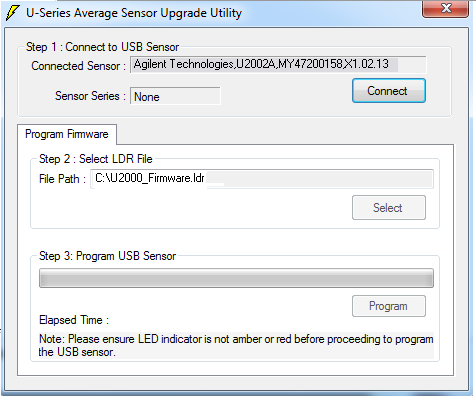 U-Series Average Sensor Upgrade Utility
Step 1 : Connect to USB Sensor
Connected Sensor : Agilent Technologies,U2002A,MY47200158,X1.02.13
Sensor Series : None
Connect
Program Firmware
Step 2 : Select LDR File
File Path : C:\U2000_Firmware.ldr
Select
Step 3: Program USB Sensor
Program
Elapsed Time :
Note: Please ensure LED indicator is not amber or red before proceeding to program
the USB sensor.